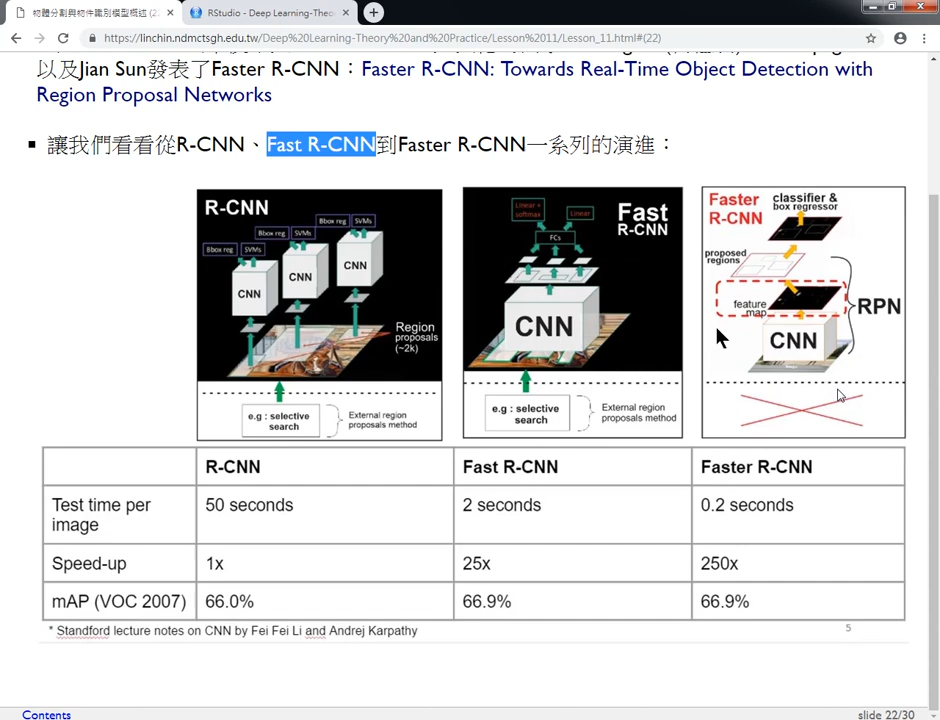 物體分割與物件識別模型概述 (22
RStudio - Deep Learning-Theo
https://linchin.ndmctsgh.edu.tw/Deep%20Learning-Theory%20and%20Practice/Lesson%2011/Lesson_11.html#(22)
以及Jian Sun發表了Faster R-CNN：Faster R-CNN: Towards Real-Time Object Detection with
Region Proposal Networks
讓我們看看從R-CNN、Fast R-CNN到Faster R-CNN一系列的演進：
R-CNN
Bbox reg SVMs
Bbox reg SVMs
Bbox reg SVMs
CNN
CNN
CNN
Region
proposals
(~2k)
e.g : selective
search
External region
proposals method
Fast
R-CNN
Linear +
softmax
Linear
FCs
CNN
e.g : selective
search
External region
proposals method
Faster
R-CNN
classifier &
box regressor
proposed
regions
feature
map
RPN
CNN
R-CNN Fast R-CNN Faster R-CNN
Test time per
image 50 seconds 2 seconds 0.2 seconds
Speed-up 1x 25x 250x
mAP (VOC 2007) 66.0% 66.9% 66.9%
* Standford lecture notes on CNN by Fei Fei Li and Andrej Karpathy
5
Contents
slide 22/30